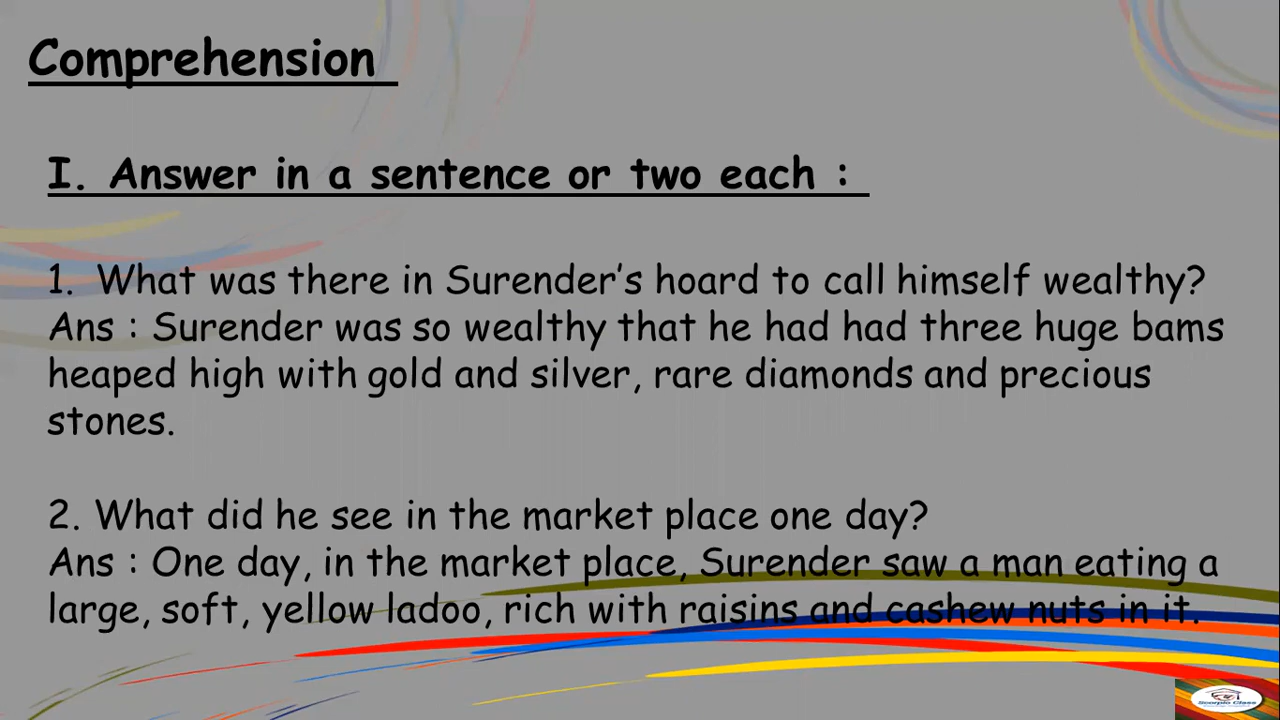 Comprehension
I. Answer in a sentence or two each :
1. What was there in Surender’s hoard to call himself wealthy?
Ans : Surender was so wealthy that he had had three huge bams
heaped high with gold and silver, rare diamonds and precious
stones.
2. What did he see in the market place one day?
Ans : One day, in the market place, Surender saw a man eating a
large, soft, yellow ladoo, rich with raisins and cashew nuts in it.
Scorpio Class